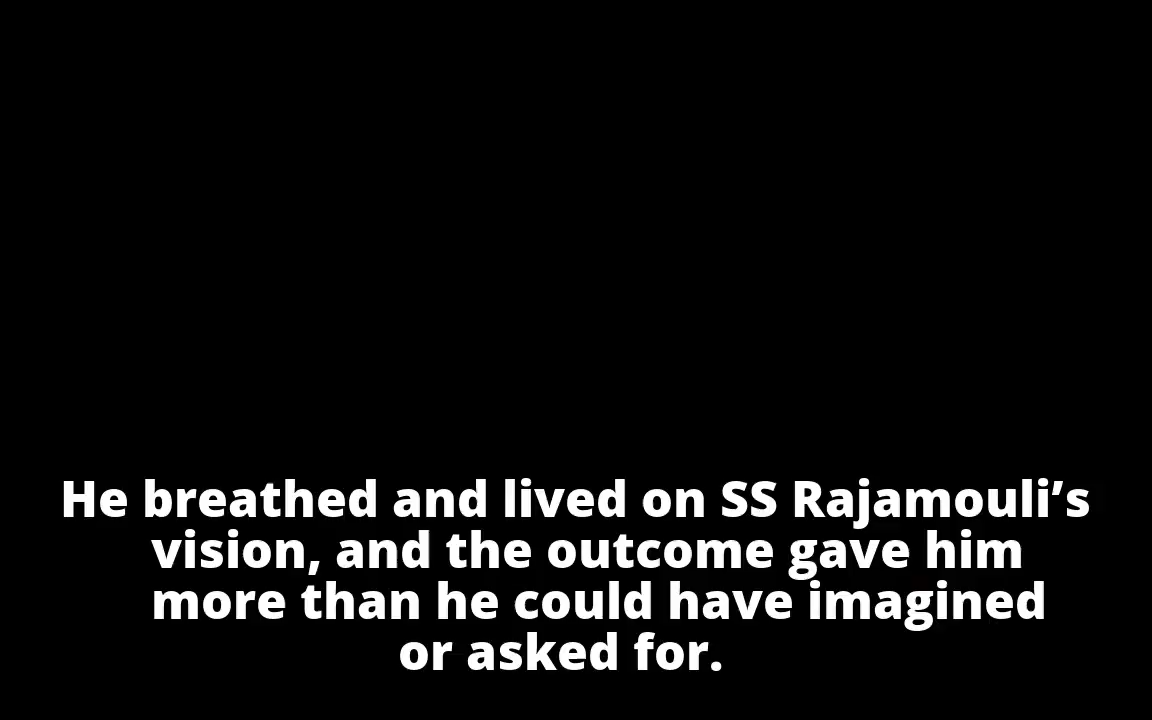 He breathed and lived on SS Rajamouli’s
vision, and the outcome gave him
more than he could have imagined
or asked for.